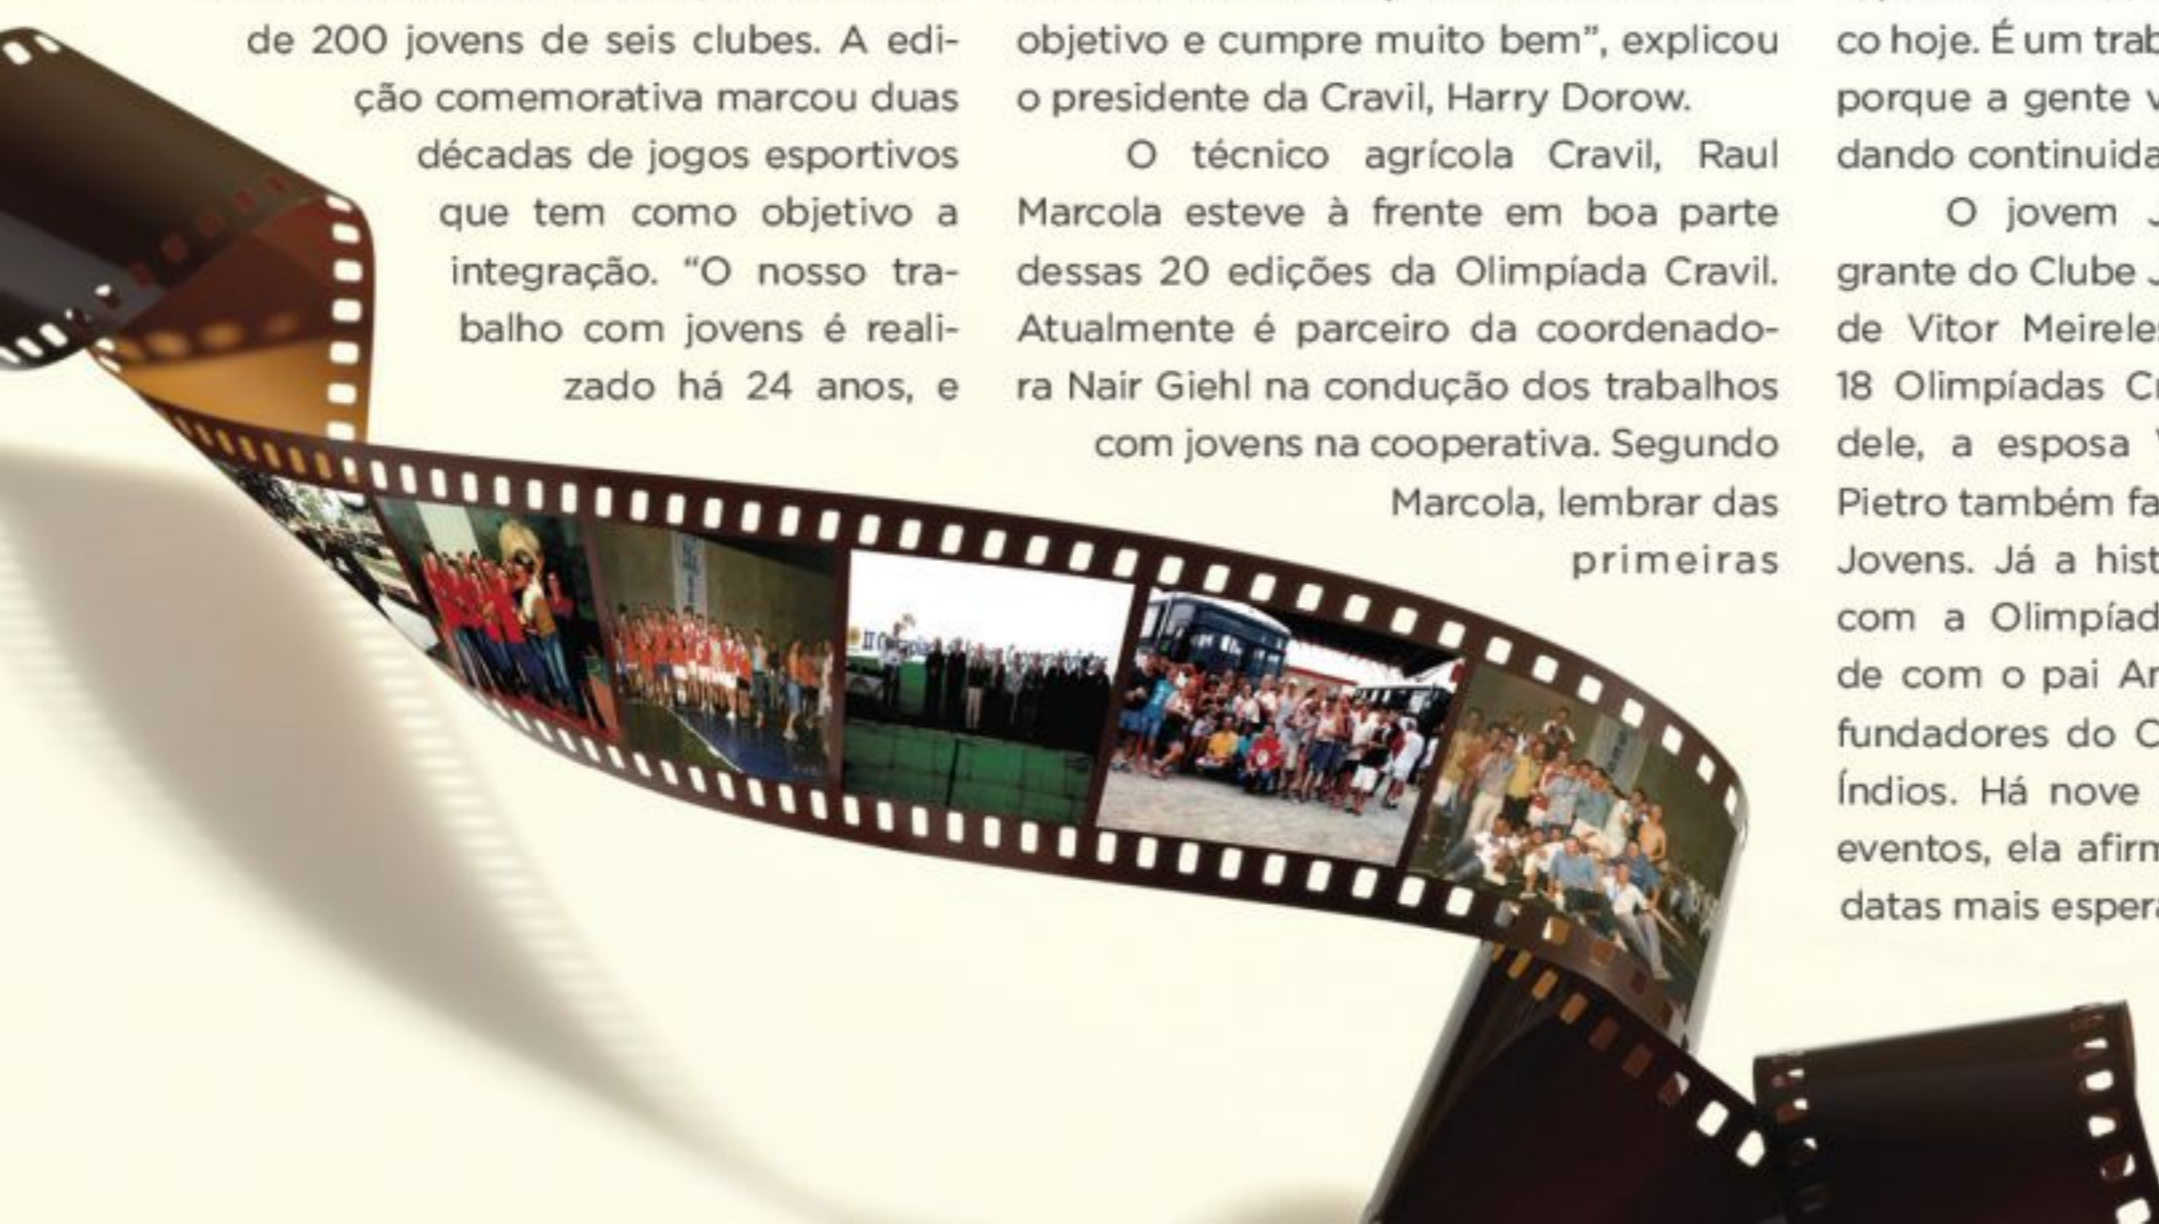 de 200 jovens de seis clubes. A edi-
ção comemorativa marcou duas
décadas de jogos esportivos
que tem como objetivo a
integração. “O nosso tra-
balho com jovens é reali-
zado há 24 anos, e
objetivo e cumpre muito bem”, explicou
o presidente da Cravil, Harry Dorow.
O técnico agrícola Cravil, Raul
Marcola esteve à frente em boa parte
dessas 20 edições da Olimpíada Cravil.
Atualmente é parceiro da coordenado-
ra Nair Giehl na condução dos trabalhos
com jovens na cooperativa. Segundo
Marcola, lembrar das
primeiras
co hoje. É um trab
porque a gente v
dando continuida
O jovem J
grante do Clube J
de Vitor Meireles
18 Olimpíadas Cr
dele, a esposa V
Pietro também fa
Jovens. Já a hist
com a Olimpíad
de com o pai Ar
fundadores do C
Índios. Há nove
eventos, ela afirm
datas mais espera